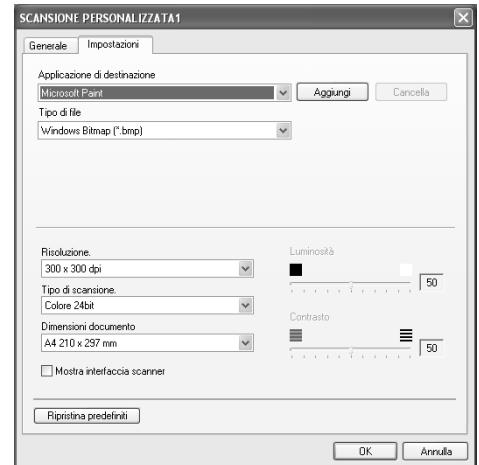 SCANSIONE PERSONALIZZATA1
Generale Impostazioni
Applicazione di destinazione
Microsoft Paint Aggiungi Cancella
Tipo di file
Windows Bitmap (*.bmp)
Risoluzione. Luminosità
300 x 300 dpi
50
Tipo di scansione.
Colore 24bit
Contrasto
Dimensioni documento
A4 210 x 297 mm 50
Mostra interfaccia scanner
Ripristina predefiniti
OK Annulla